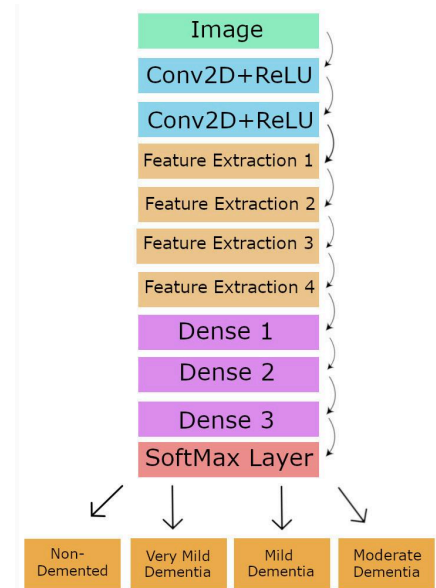 Image
Conv2D+ReLU
Conv2D+ReLU
Feature Extraction 1
Feature Extraction 2
Feature Extraction 3
Feature Extraction 4
Dense 1
Dense 2
Dense 3
SoftMax Layer
Non-
Demented
Very Mild
Dementia
Mild
Dementia
Moderate
Dementia